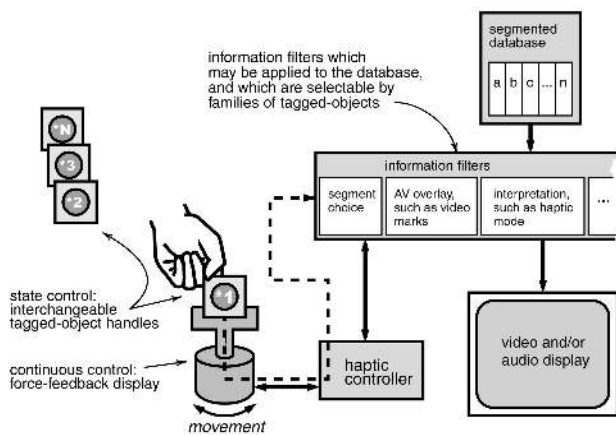 segmented
database
a b c ... n
information filters which
may be applied to the database,
and which are selectable by
families of tagged-objects
information filters
segment
choice
AV overlay,
such as video
marks
interpretation,
such as haptic
mode
...
*N
*3
*2
*1
state control:
interchangeable
tagged-object handles
continuous control:
force-feedback display
movement
haptic
controller
video and/or
audio display